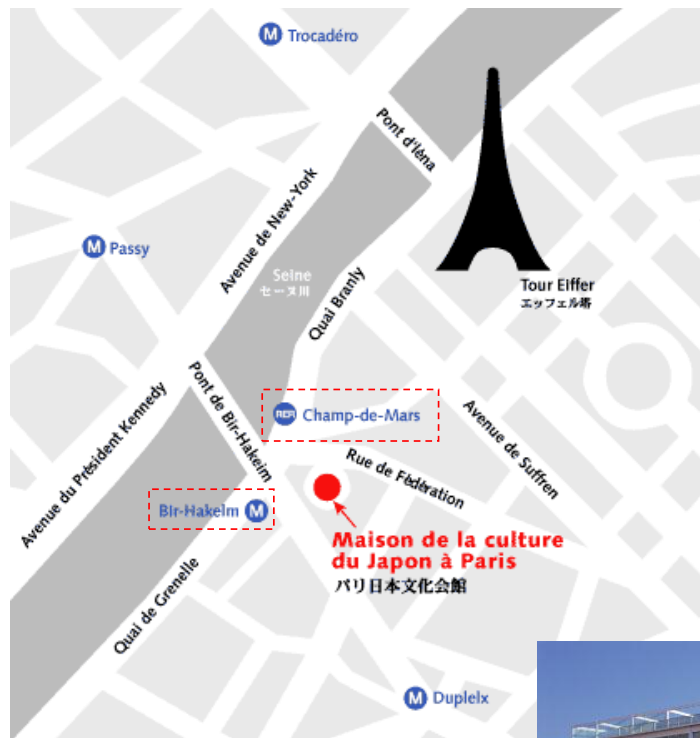 M Trocadéro
Pont d'Iéna
Avenue de New-York
M Passy
Seine
セーヌ川
Quai Branly
Tour Eiffer
エッフェル塔
Pont de Bir-Hakeim
Avenue du Président Kennedy
RER Champ-de-Mars
Avenue de Suffren
Rue de Fédération
Bir-Hakeim M
Maison de la culture
du Japon à Paris
パリ日本文化会館
Quai de Grenelle
M Duplelx